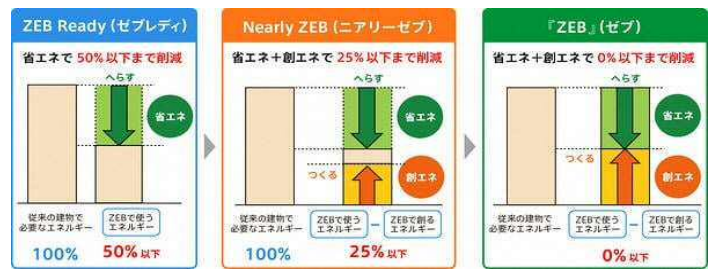 ZEB Ready（ゼブレディ）
省エネで 50%以下まで削減
へらす
省エネ
従来の建物で
必要なエネルギー
ZEBで使う
エネルギー
100%
50%以下
Nearly ZEB（ニアリーゼブ）
省エネ＋創エネで 25%以下まで削減
へらす
省エネ
つくる
創エネ
従来の建物で
必要なエネルギー
ZEBで使う
エネルギー
−
ZEBで創る
エネルギー
100%
25%以下
『ZEB』（ゼブ）
省エネ＋創エネで 0%以下まで削減
へらす
省エネ
つくる
創エネ
従来の建物で
必要なエネルギー
ZEBで使う
エネルギー
−
ZEBで創る
エネルギー
0%以下